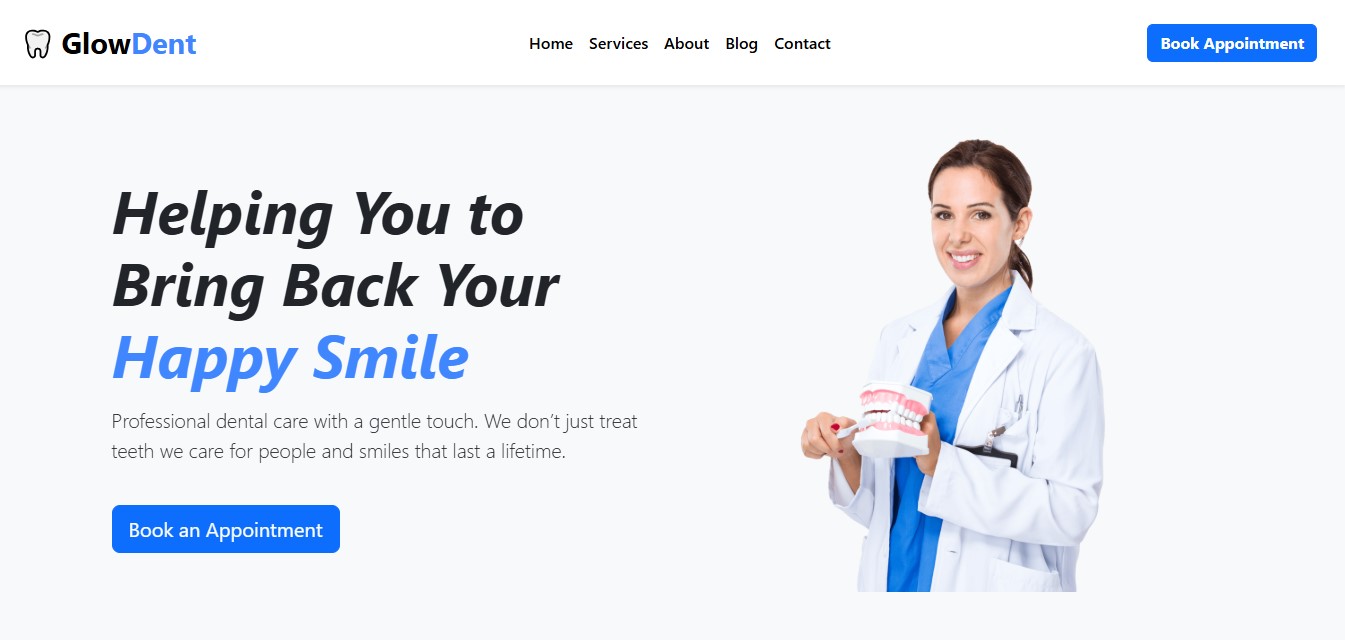 GlowDent
Home Services About Blog Contact
Book Appointment
Helping You to
Bring Back Your
Happy Smile
Professional dental care with a gentle touch. We don’t just treat
teeth we care for people and smiles that last a lifetime.
Book an Appointment